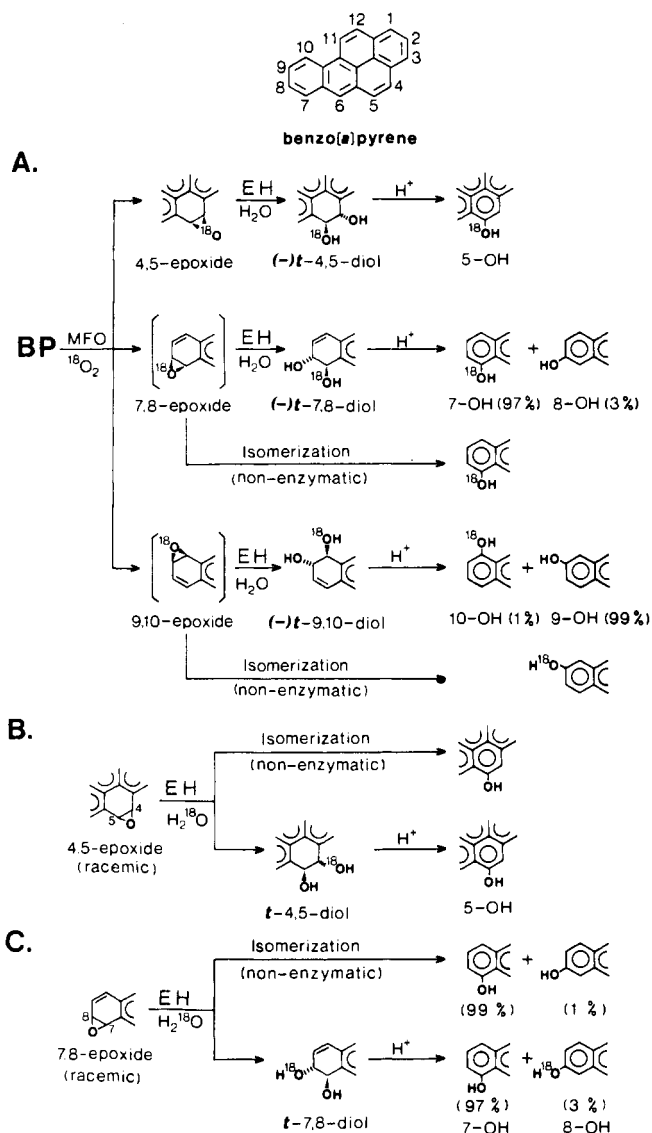 12 1
11 2
10 3
9
8 4
7 6 5
benzo[a]pyrene
A.
EH H+
H2O
18O OH 18OH 18OH
4,5-epoxide (-)t-4,5-diol 5-OH
BP MFO 18O2
EH H+
H2O
18O HO 18OH 18OH + HO
7,8-epoxide (-)t-7,8-diol 7-OH (97%) 8-OH (3%)
Isomerization
(non-enzymatic)
18OH
18O EH 18OH H+ 18OH
H2O HO + HO
9,10-epoxide (-)t-9,10-diol 10-OH (1%) 9-OH (99%)
Isomerization
(non-enzymatic)
H18O
B.
Isomerization
(non-enzymatic)
OH
5 4 O EH
H218O
4,5-epoxide
(racemic)
18OH OH H+ OH
t-4,5-diol 5-OH
C.
Isomerization
(non-enzymatic)
OH + HO
(99 %) (1 %)
8 7 O EH
H218O
7,8-epoxide
(racemic)
H18O OH H+ HO + H18O
(97 %) (3 %)
t-7,8-diol 7-OH 8-OH